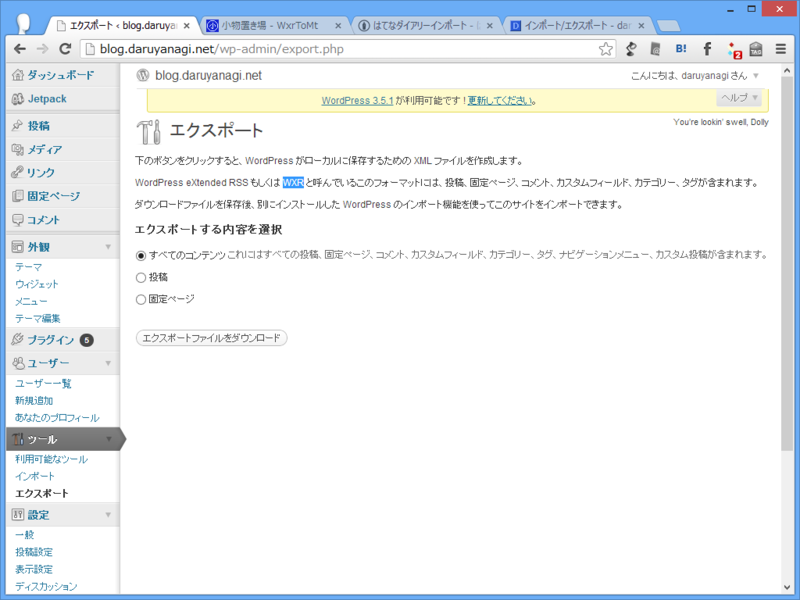 エクスポート ‹ blog.daruya
小物置き場 - WxrToMt
はてなダイアリーインポート - b
インポート/エクスポート - da
blog.daruyanagi.net/wp-admin/export.php
B!
f
2
TAG
ダッシュボード
Jetpack
投稿
メディア
リンク
固定ページ
コメント
外観
テーマ
ウィジェット
メニュー
テーマ編集
プラグイン 5
ユーザー
ユーザー一覧
新規追加
あなたのプロフィール
ツール
利用可能なツール
インポート
エクスポート
設定
一般
投稿設定
表示設定
ディスカッション
blog.daruyanagi.net
こんにちは、daruyanagi さん
WordPress 3.5.1 が利用可能です ! 更新してください。
ヘルプ
エクスポート
You're lookin' swell, Dolly
下のボタンをクリックすると、WordPress がローカルに保存するための XML ファイルを作成します。
WordPress eXtended RSS もしくは WXR と呼んでいるこのフォーマットには、投稿、固定ページ、コメント、カスタムフィールド、カテゴリー、タグが含まれます。
ダウンロードファイルを保存後、別にインストールした WordPress のインポート機能を使ってこのサイトをインポートできます。
エクスポートする内容を選択
すべてのコンテンツ これにはすべての投稿、固定ページ、コメント、カスタムフィールド、カテゴリー、タグ、ナビゲーションメニュー、カスタム投稿が含まれます。
投稿
固定ページ
エクスポートファイルをダウンロード